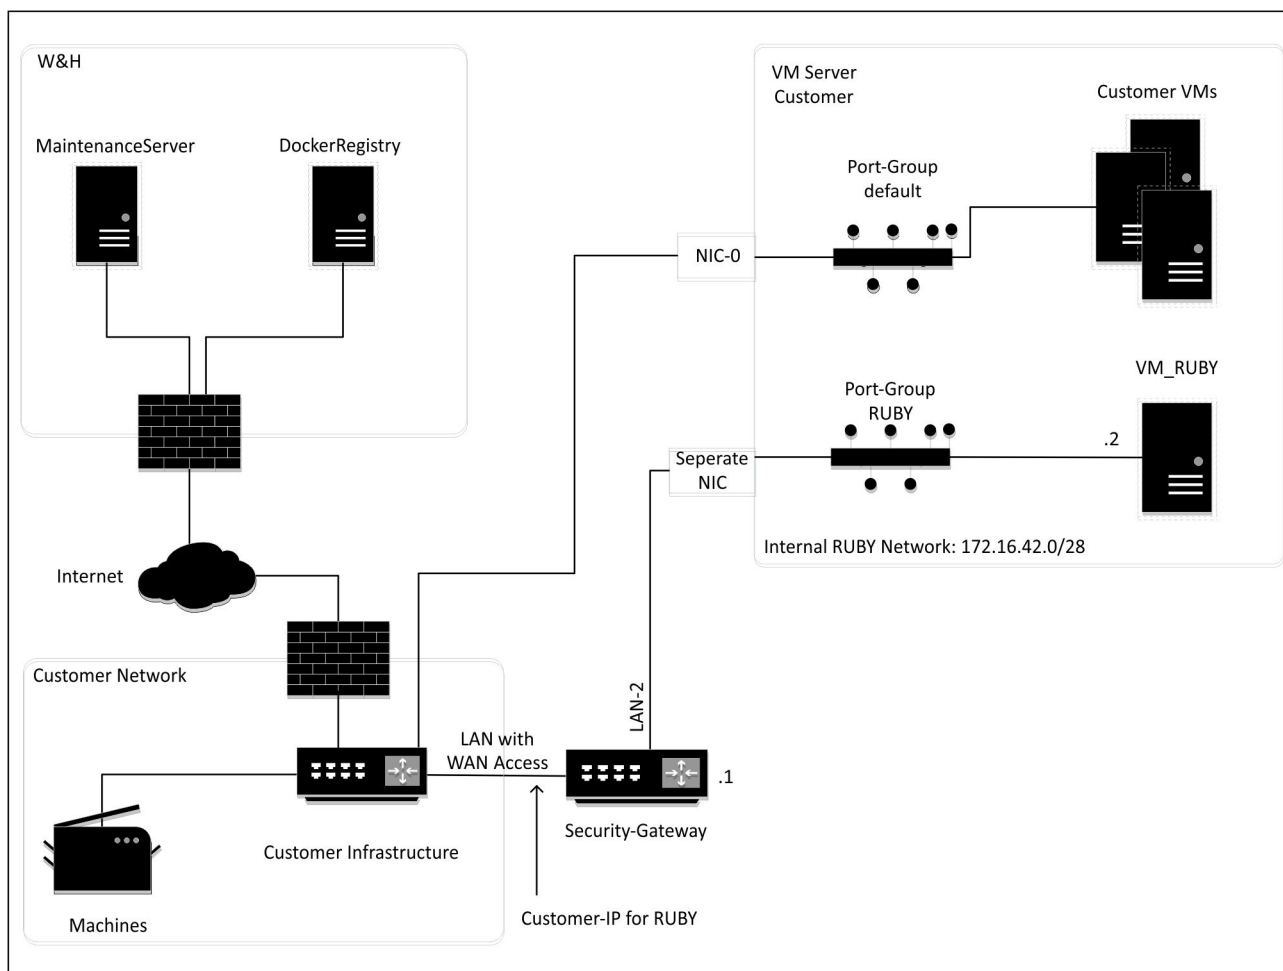 W&H
MaintenanceServer
DockerRegistry
VM Server
Customer
Customer VMs
Port-Group
default
NIC-0
VM_RUBY
Port-Group
RUBY
.2
Seperate
NIC
Internal RUBY Network: 172.16.42.0/28
Internet
Customer Network
LAN-2
LAN with
WAN Access
.1
Security-Gateway
Customer Infrastructure
Customer-IP for RUBY
Machines